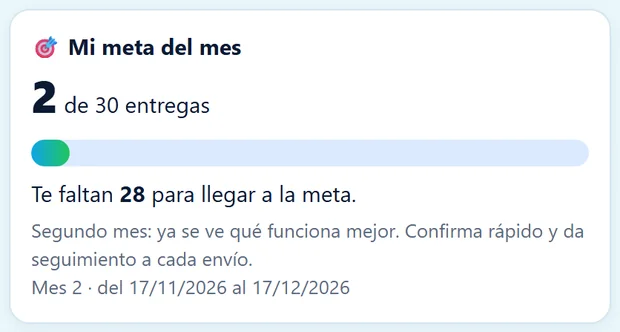 Mi meta del mes
2 de 30 entregas
Te faltan 28 para llegar a la meta.
Segundo mes: ya se ve qué funciona mejor. Confirma rápido y da
seguimiento a cada envío.
Mes 2 · del 17/11/2026 al 17/12/2026